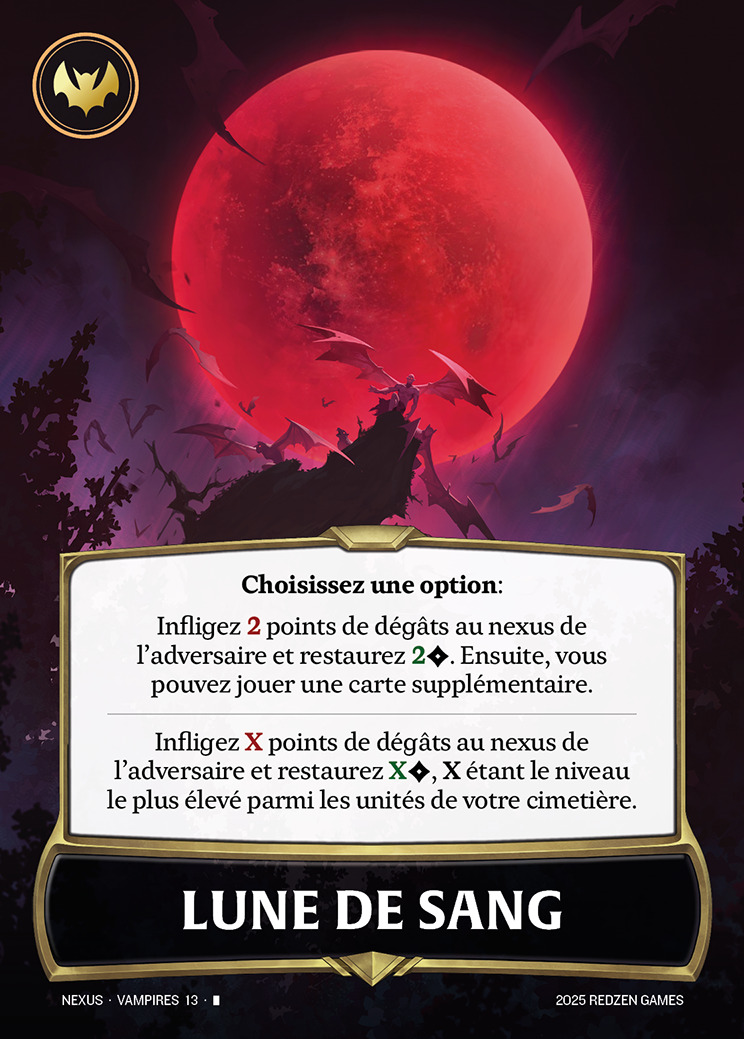 Choisissez une option:
Infligez 2 points de dégâts au nexus de
l’adversaire et restaurez 2. Ensuite, vous
pouvez jouer une carte supplémentaire.
Infligez X points de dégâts au nexus de
l’adversaire et restaurez X, X étant le niveau
le plus élevé parmi les unités de votre cimetière.
LUNE DE SANG
NEXUS · VAMPIRES 13 ·
2025 REDZEN GAMES